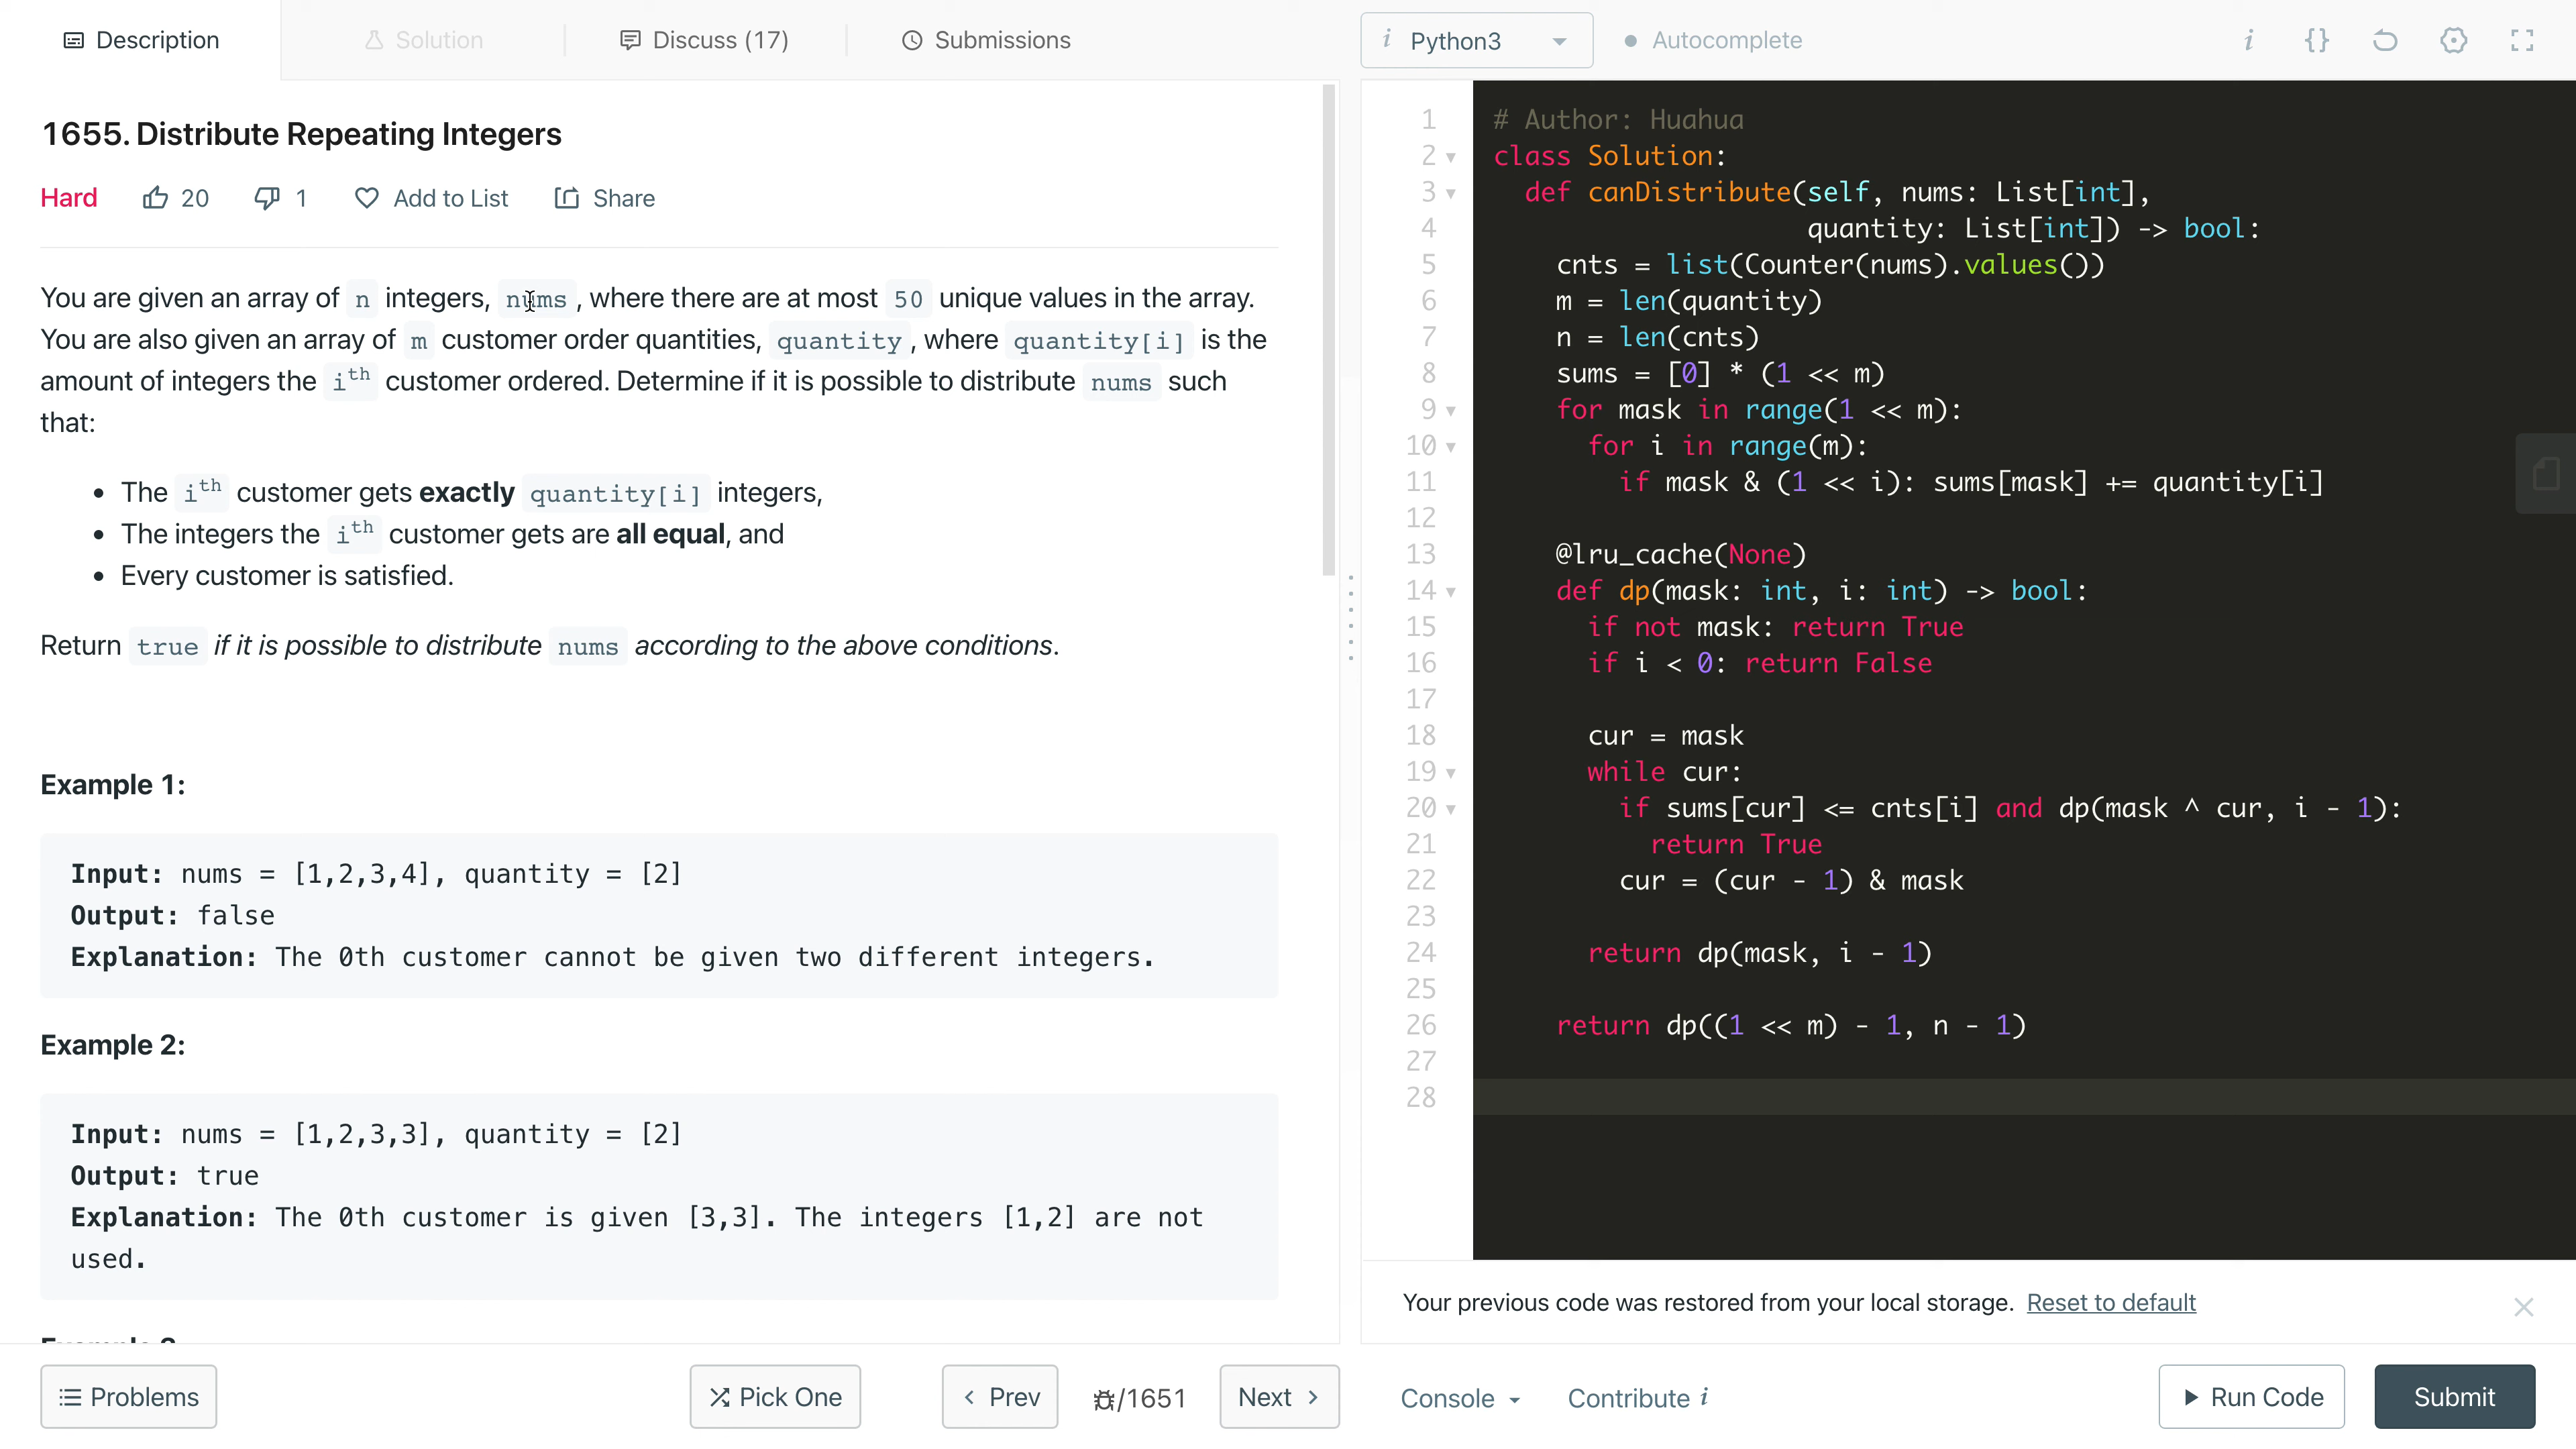 Description
Solution
Discuss (17)
Submissions
1655. Distribute Repeating Integers
Hard 20 1 Add to List Share
You are given an array of n integers, nums, where there are at most 50 unique values in the array.
You are also given an array of m customer order quantities, quantity, where quantity[i] is the
amount of integers the ith customer ordered. Determine if it is possible to distribute nums such
that:
• The ith customer gets exactly quantity[i] integers,
• The integers the ith customer gets are all equal, and
• Every customer is satisfied.
Return true if it is possible to distribute nums according to the above conditions.
Example 1:
Input: nums = [1,2,3,4], quantity = [2]
Output: false
Explanation: The 0th customer cannot be given two different integers.
Example 2:
Input: nums = [1,2,3,3], quantity = [2]
Output: true
Explanation: The 0th customer is given [3,3]. The integers [1,2] are not
used.
Problems
Pick One
< Prev
/1651
Next >
i Python3
Autocomplete
i {}
1 # Author: Huahua
2 class Solution:
3   def canDistribute(self, nums: List[int],
4                     quantity: List[int]) -> bool:
5     cnts = list(Counter(nums).values())
6     m = len(quantity)
7     n = len(cnts)
8     sums = [0] * (1 << m)
9     for mask in range(1 << m):
10       for i in range(m):
11         if mask & (1 << i): sums[mask] += quantity[i]
12
13     @lru_cache(None)
14     def dp(mask: int, i: int) -> bool:
15       if not mask: return True
16       if i < 0: return False
17
18       cur = mask
19       while cur:
20         if sums[cur] <= cnts[i] and dp(mask ^ cur, i - 1):
21           return True
22         cur = (cur - 1) & mask
23
24       return dp(mask, i - 1)
25
26     return dp((1 << m) - 1, n - 1)
27
28
Your previous code was restored from your local storage. Reset to default
Console
Contribute i
Run Code
Submit